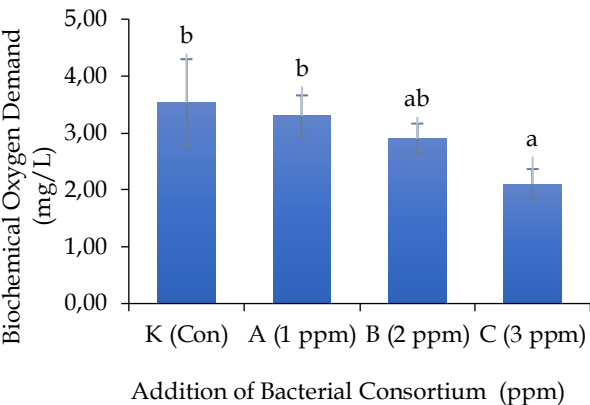 Biochemical Oxygen Demand
(mg/L)
5,00
4,00
3,00
2,00
1,00
0,00
b
b
ab
a
K (Con)
A (1 ppm)
B (2 ppm)
C (3 ppm)
Addition of Bacterial Consortium (ppm)